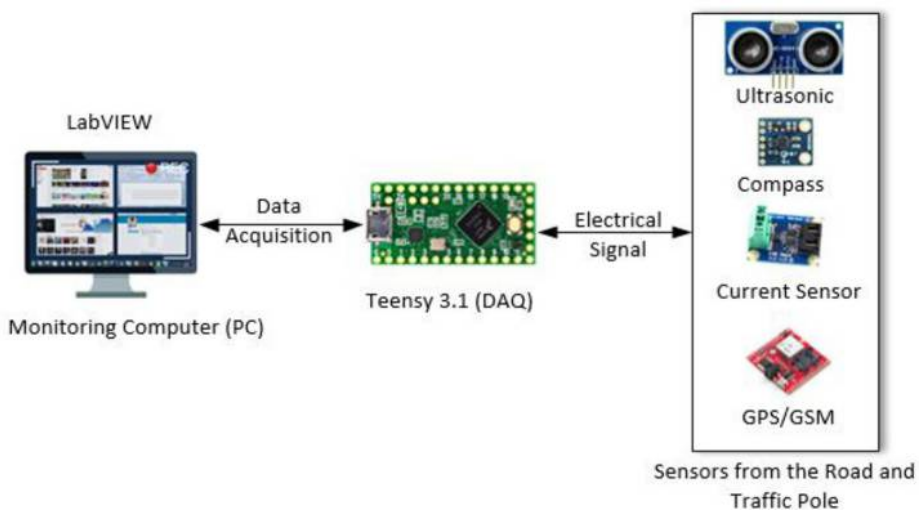 LabVIEW
Monitoring Computer (PC)
Data
Acquisition
Teensy 3.1 (DAQ)
Electrical
Signal
Ultrasonic
Compass
Current Sensor
GPS/GSM
Sensors from the Road and
Traffic Pole